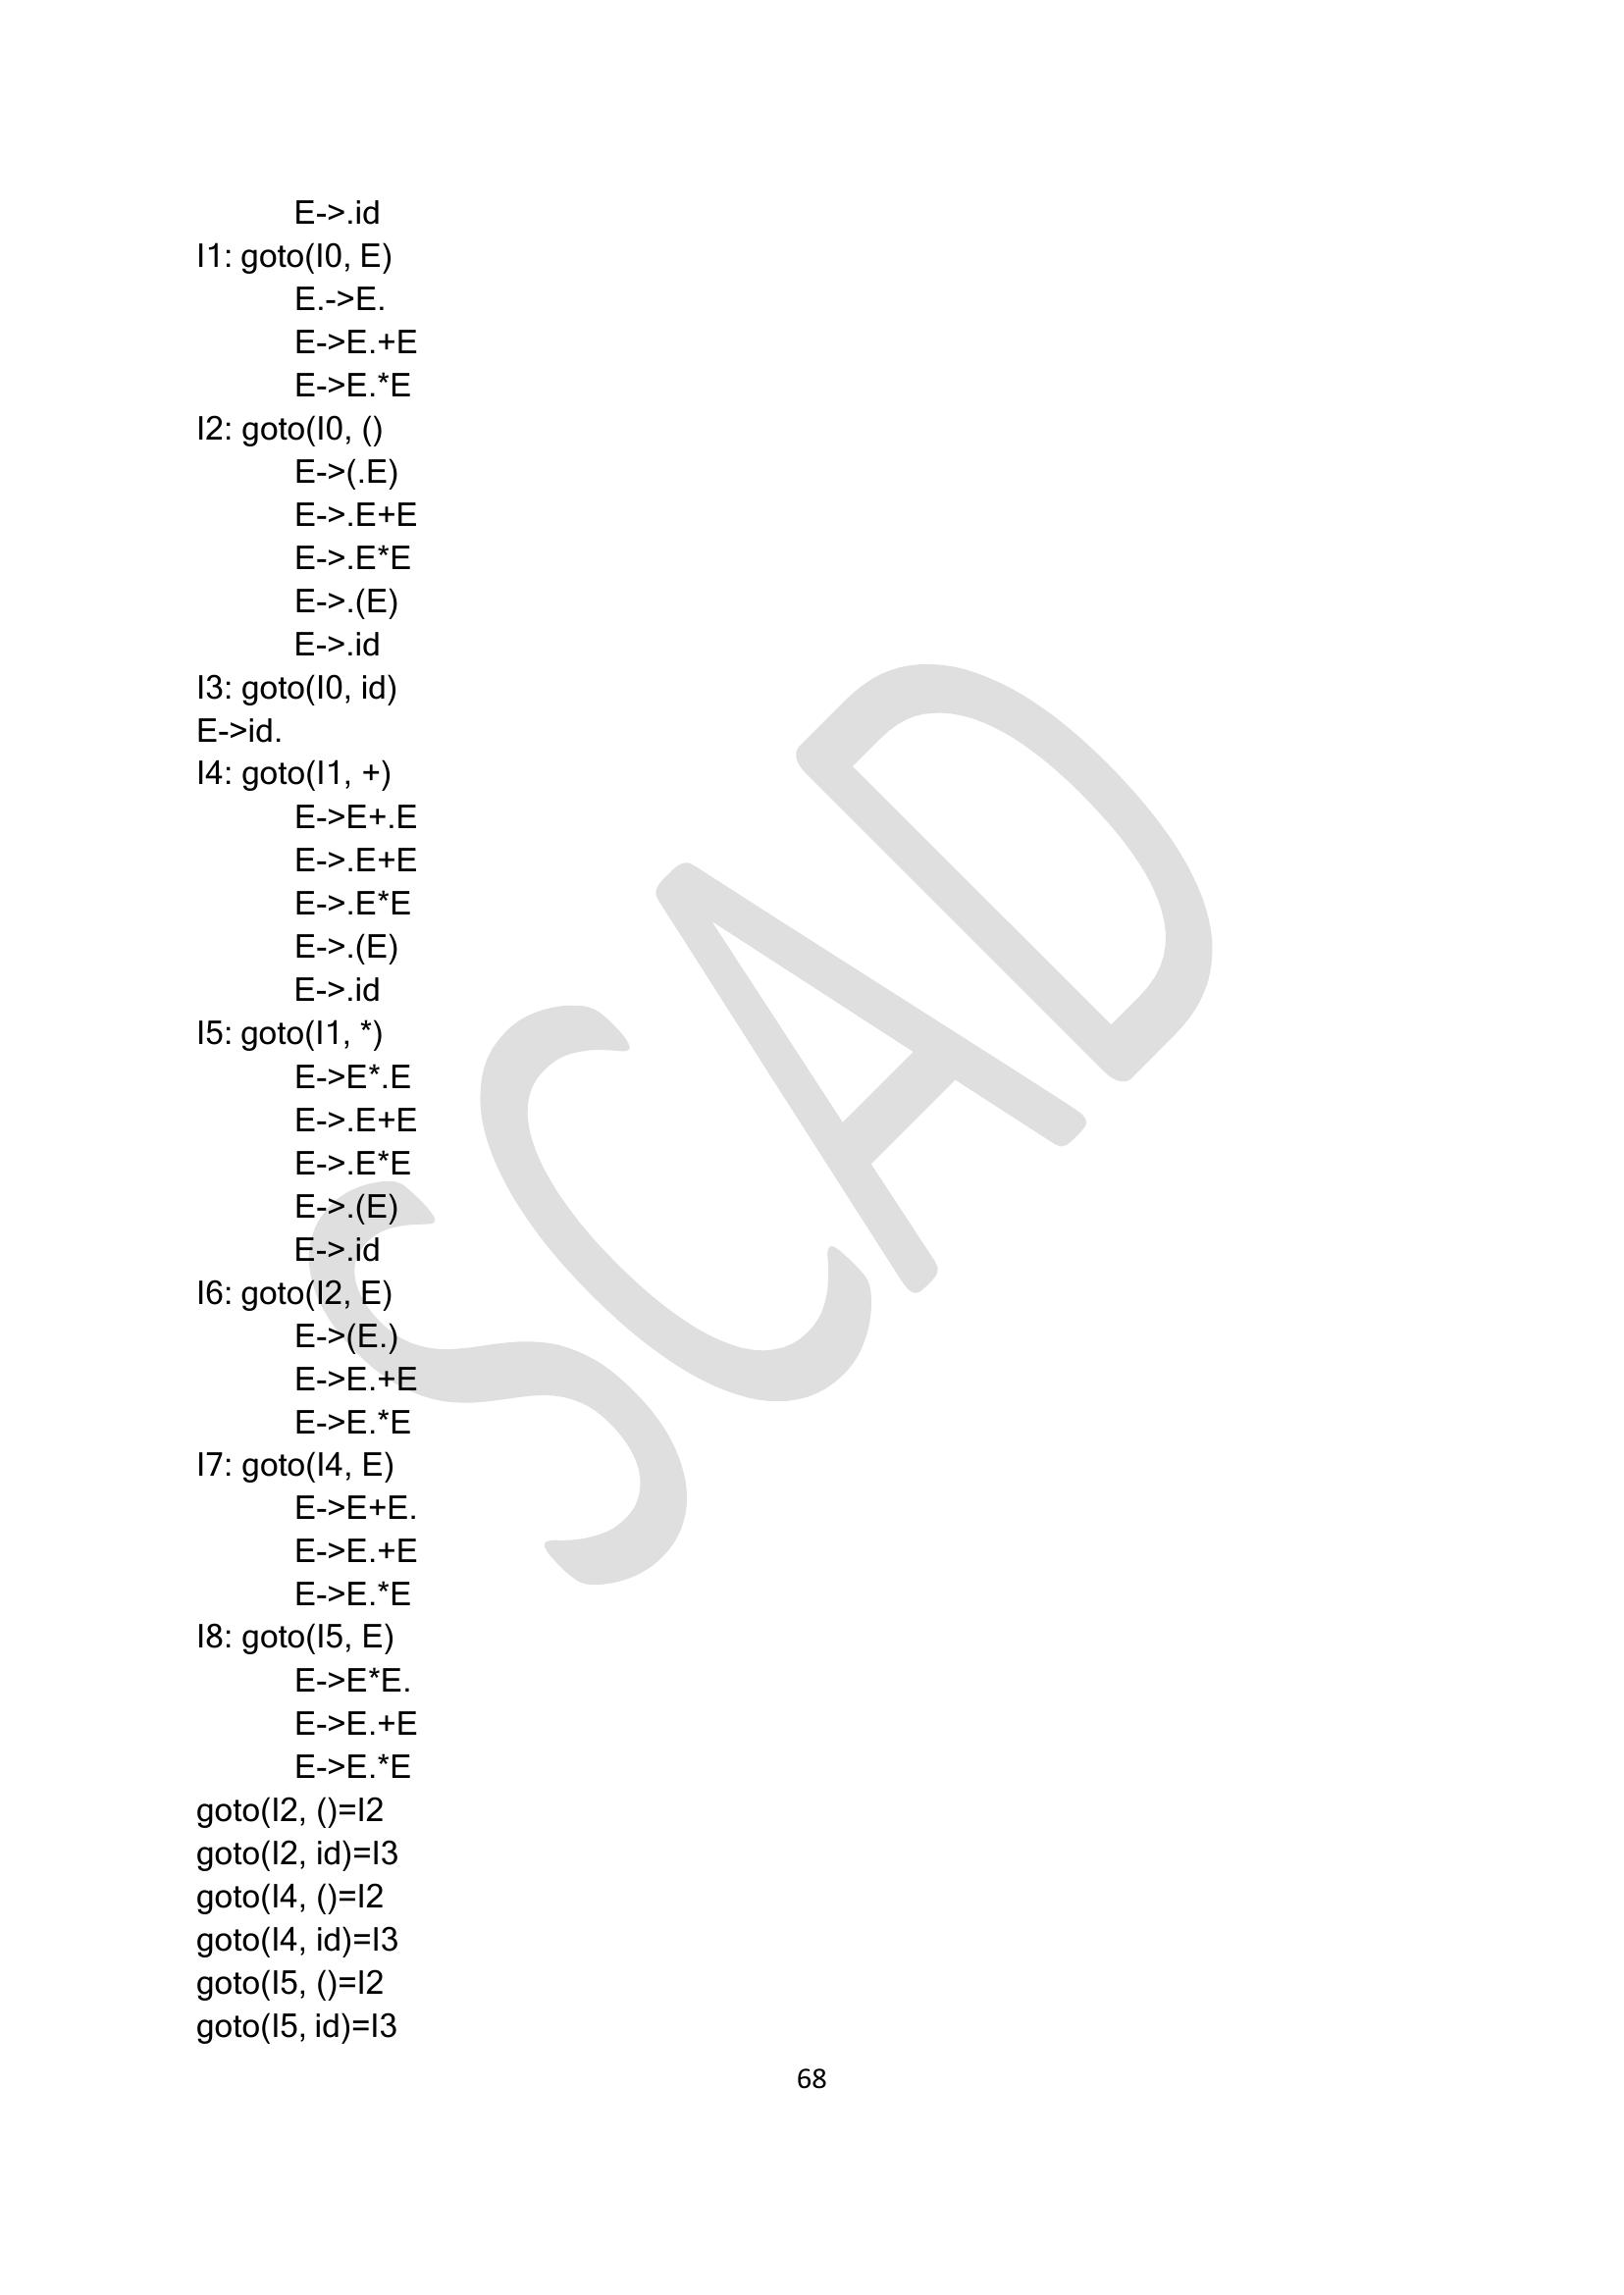 E->.id
I1: goto(I0, E)
E.->E.
E->E.+E
E->E.*E
I2: goto(I0, ()
E->(.E)
E->.E+E
E->.E*E
E->.(E)
E->.id
I3: goto(I0, id)
E->id.
I4: goto(I1, +)
E->E+.E
E->.E+E
E->.E*E
E->.(E)
E->.id
I5: goto(I1, *)
E->E*.E
E->.E+E
E->.E*E
E->.(E)
E->.id
I6: goto(I2, E)
E->(E.)
E->E.+E
E->E.*E
I7: goto(I4, E)
E->E+E.
E->E.+E
E->E.*E
I8: goto(I5, E)
E->E*E.
E->E.+E
E->E.*E
goto(I2, ()=I2
goto(I2, id)=I3
goto(I4, ()=I2
goto(I4, id)=I3
goto(I5, ()=I2
goto(I5, id)=I3
68
SCAD